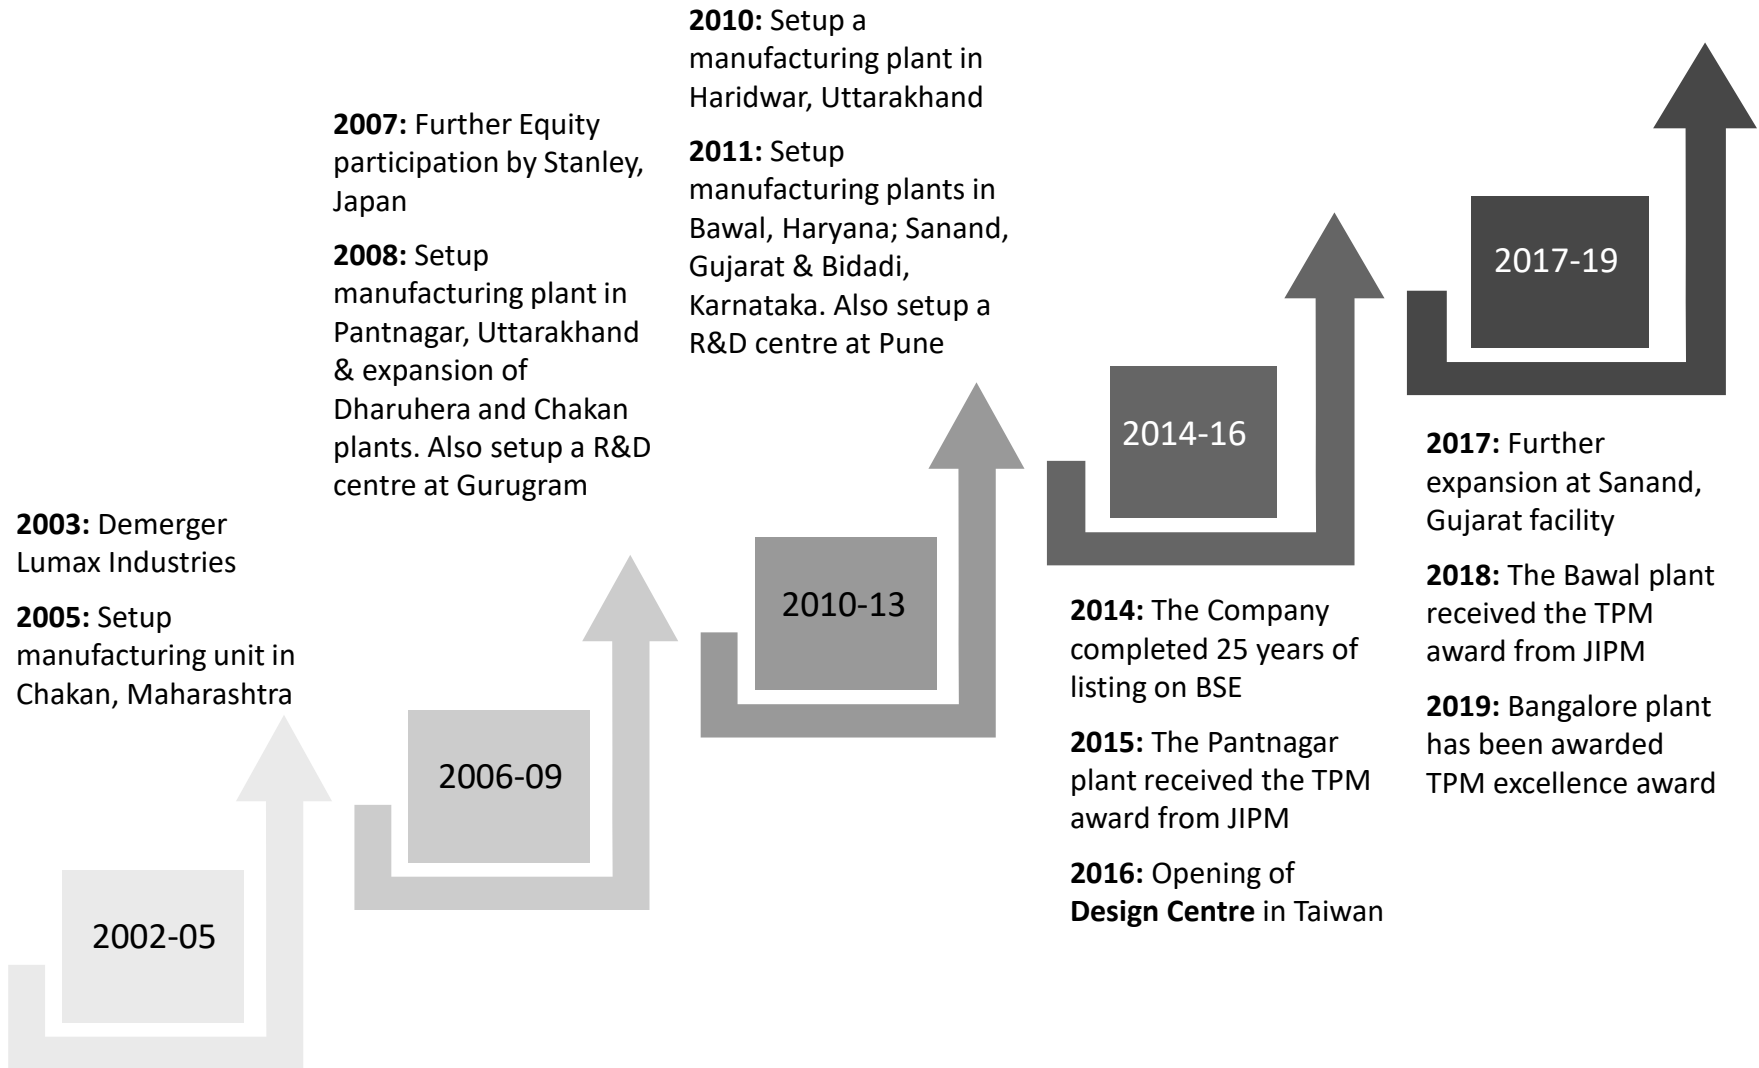 2003: Demerger
Lumax Industries
2005: Setup
manufacturing unit in
Chakan, Maharashtra
2002-05
2007: Further Equity
participation by Stanley,
Japan
2008: Setup
manufacturing plant in
Pantnagar, Uttarakhand
& expansion of
Dharuhera and Chakan
plants. Also setup a R&D
centre at Gurugram
2006-09
2010: Setup a
manufacturing plant in
Haridwar, Uttarakhand
2011: Setup
manufacturing plants in
Bawal, Haryana; Sanand,
Gujarat & Bidadi,
Karnataka. Also setup a
R&D centre at Pune
2010-13
2014-16
2014: The Company
completed 25 years of
listing on BSE
2015: The Pantnagar
plant received the TPM
award from JIPM
2016: Opening of
Design Centre in Taiwan
2017-19
2017: Further
expansion at Sanand,
Gujarat facility
2018: The Bawal plant
received the TPM
award from JIPM
2019: Bangalore plant
has been awarded
TPM excellence award